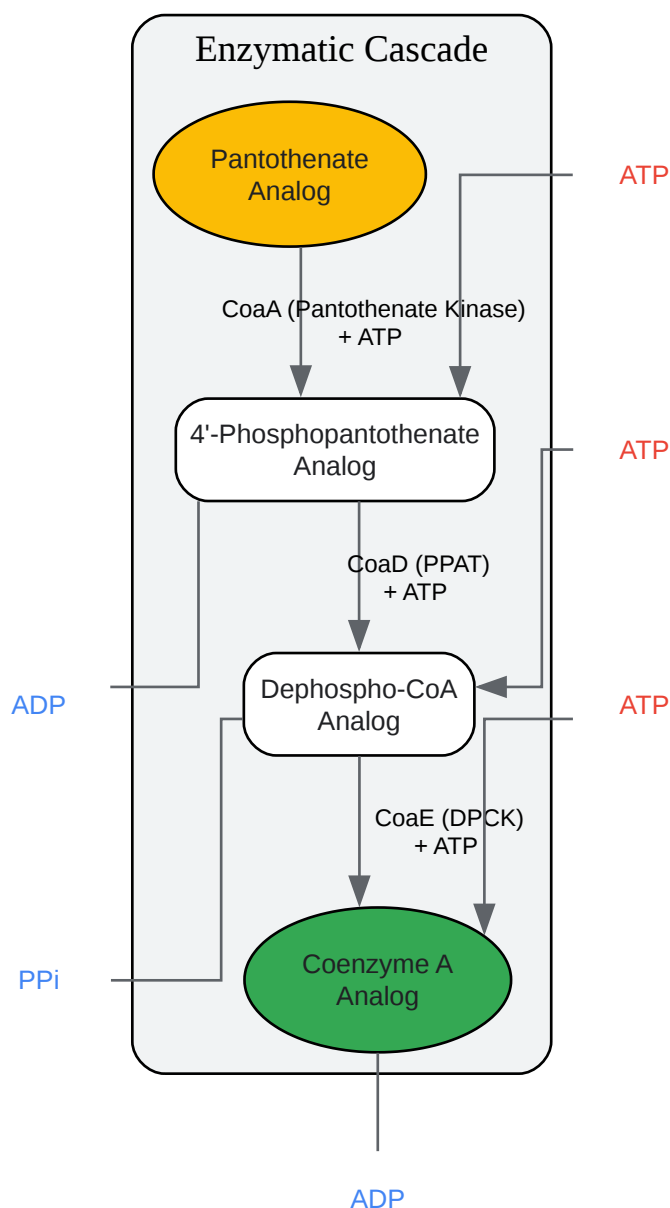 Enzymatic Cascade
Pantothenate
Analog
ATP
CoaA (Pantothenate Kinase)
+ ATP
4'-Phosphopantothenate
Analog
ATP
CoaD (PPAT)
+ ATP
Dephospho-CoA
Analog
ADP
ATP
CoaE (DPCK)
+ ATP
Coenzyme A
Analog
PPi
ADP